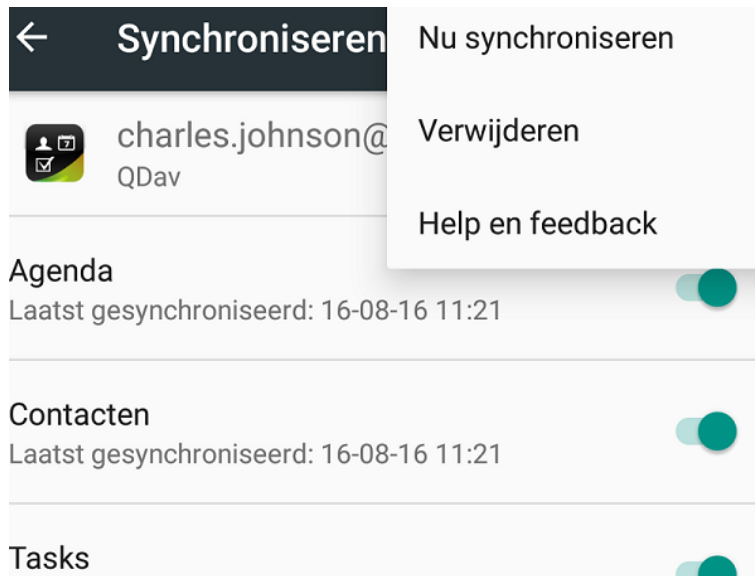 Synchroniseren
Nu synchroniseren
Verwijderen
Help en feedback
charles.johnson@
QDav
Agenda
Laatst gesynchroniseerd: 16-08-16 11:21
Contacten
Laatst gesynchroniseerd: 16-08-16 11:21
Tasks